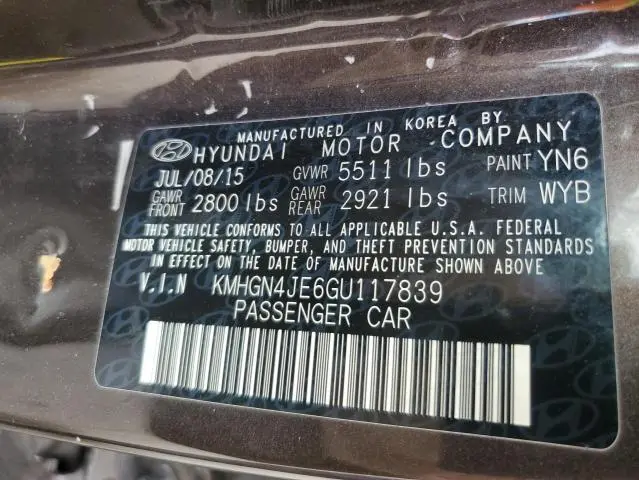 MANUFACTURED IN KOREA BY
HYUNDAI MOTOR COMPANY
JUL/08/15 GVWR 5511 lbs PAINT YN6
GAWR FRONT 2800 lbs GAWR REAR 2921 lbs TRIM WYB
THIS VEHICLE CONFORMS TO ALL APPLICABLE U.S.A. FEDERAL
MOTOR VEHICLE SAFETY, BUMPER, AND THEFT PREVENTION STANDARDS
IN EFFECT ON THE DATE OF MANUFACTURE SHOWN ABOVE
V.I.N KMHGN4JE6GU117839
PASSENGER CAR